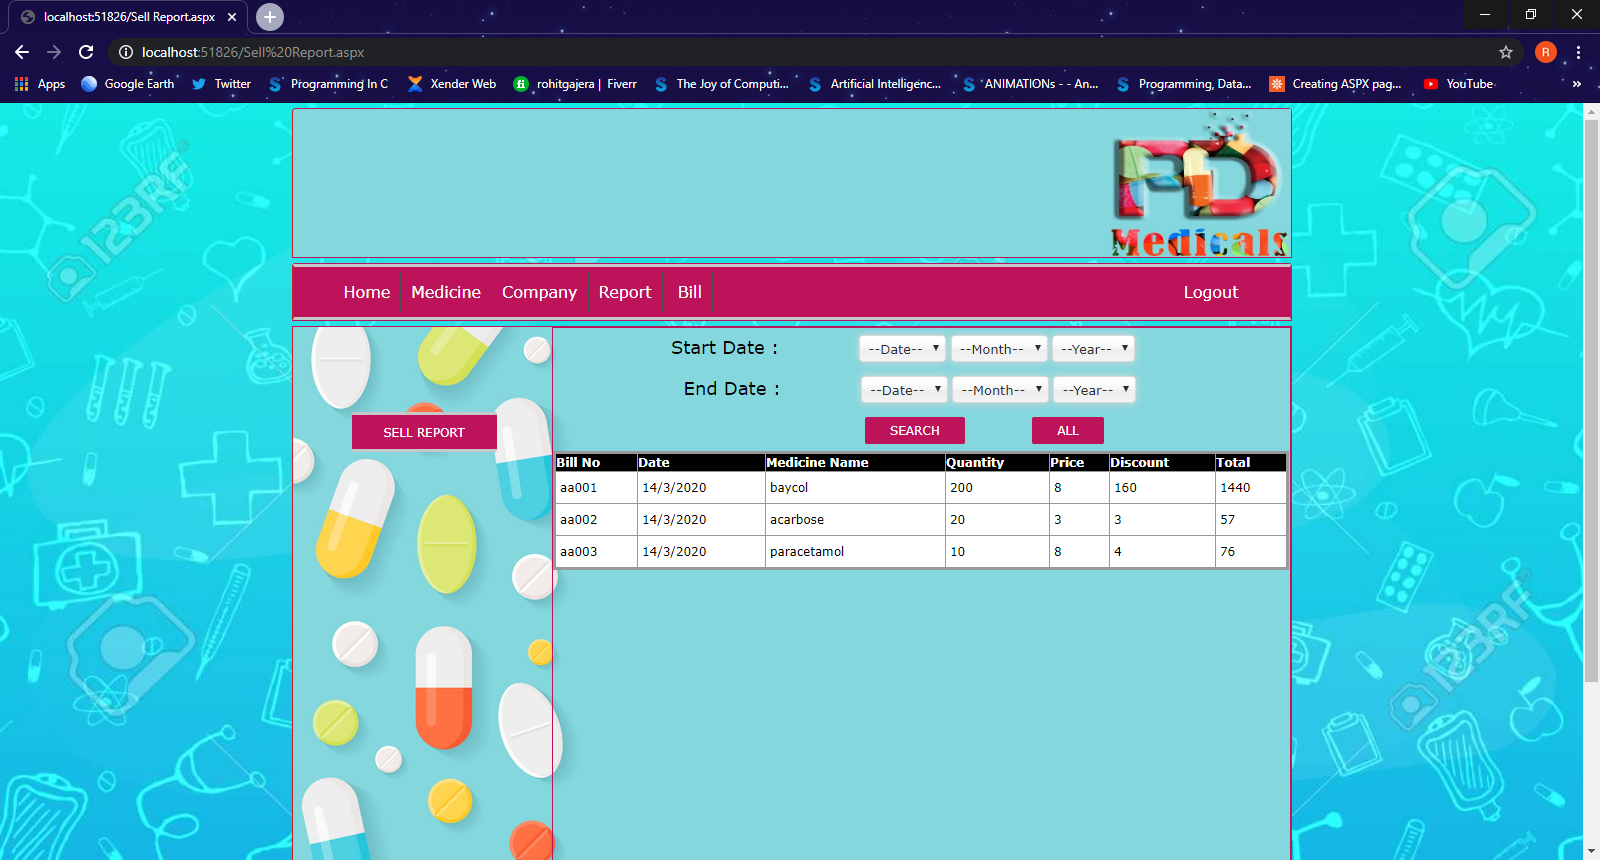 localhost:51826/Sell Report.aspx
localhost:51826/Sell%20Report.aspx
R
Apps Google Earth Twitter Programming In C Xender Web rohitgajera | Fiverr The Joy of Computi... Artificial Intelligenc... 'ANIMATIONs - - An... Programming, Data... Creating ASPX pag... YouTube »
PD
Medicals
Home Medicine Company Report Bill Logout
Start Date : --Date-- --Month-- --Year--
End Date : --Date-- --Month-- --Year--
SELL REPORT
SEARCH ALL
Bill No Date Medicine Name Quantity Price Discount Total
aa001 14/3/2020 baycol 200 8 160 1440
aa002 14/3/2020 acarbose 20 3 3 57
aa003 14/3/2020 paracetamol 10 8 4 76
123RF
123RF